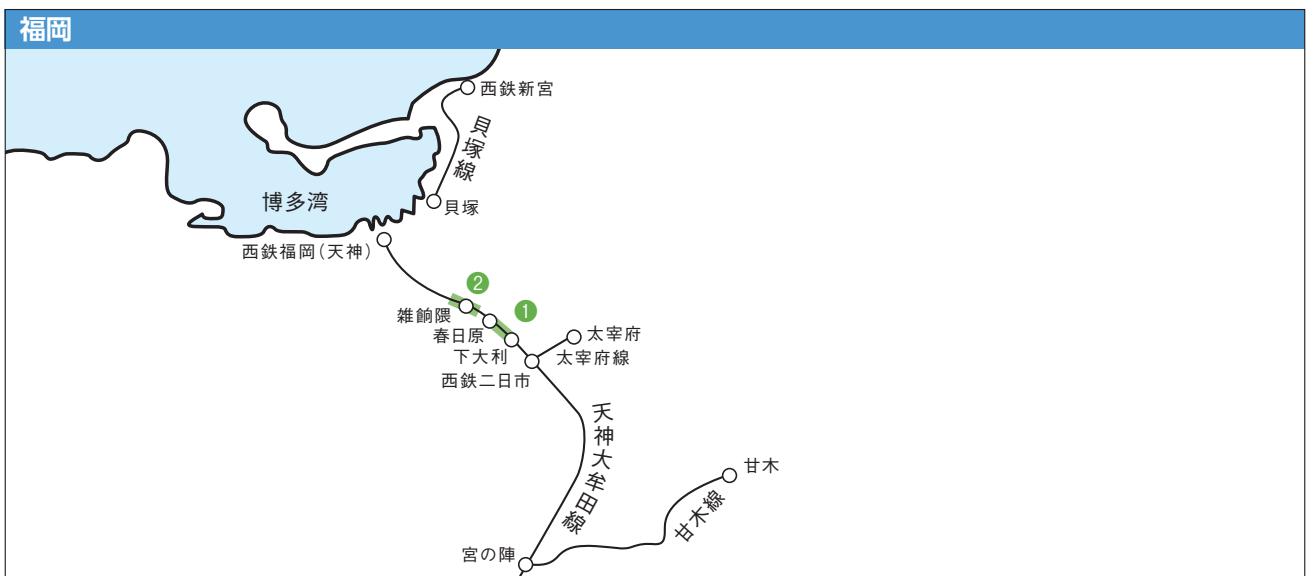 福岡
西鉄新宮
貝塚線
博多湾
貝塚
西鉄福岡(天神)
2
雑餉隈
1
春日原
太宰府
下大利
太宰府線
西鉄二日市
天神大牟田線
甘木
甘木線
宮の陣